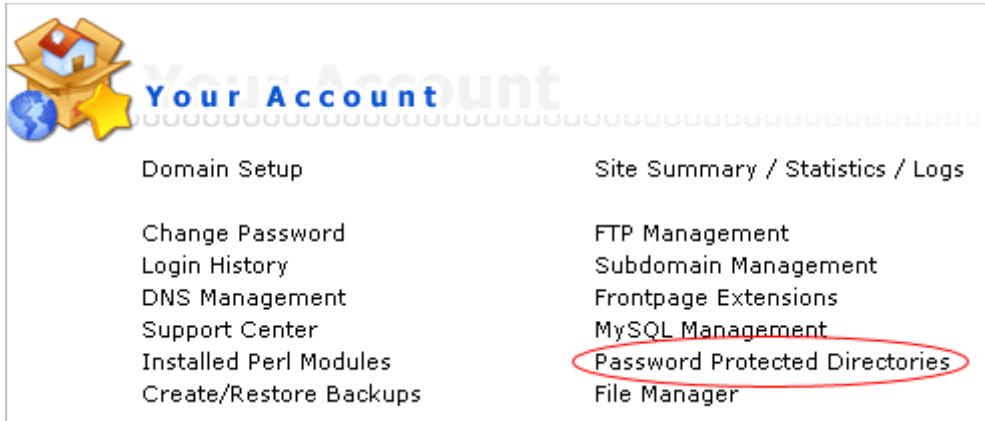 Your Account
Domain Setup
Site Summary / Statistics / Logs
Change Password
FTP Management
Login History
Subdomain Management
DNS Management
Frontpage Extensions
Support Center
MySQL Management
Installed Perl Modules
Password Protected Directories
Create/Restore Backups
File Manager